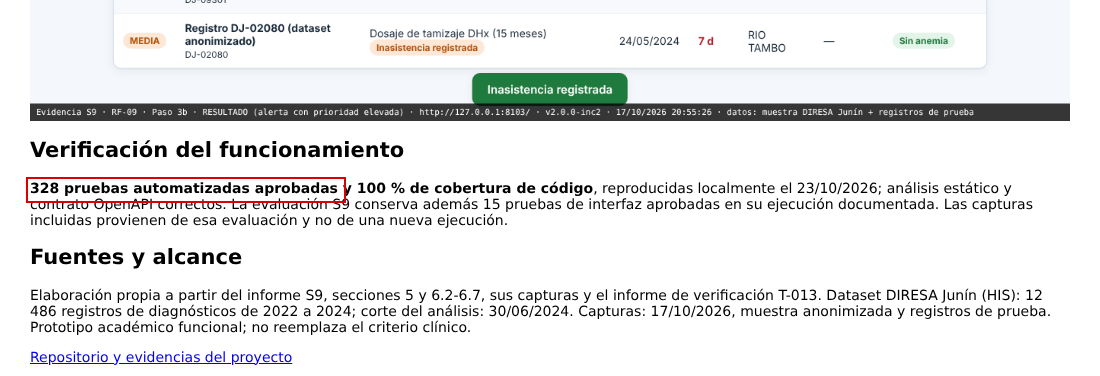 MEDIA
Registro DJ-02080 (dataset
anonimizado)
DJ-02080
Dosaje de tamizaje DHx (15 meses)
Inasistencia registrada
24/05/2024
7 d
RIO
TAMBO
—
Sin anemia
Inasistencia registrada
Evidencia S9 · RF-09 · Paso 3b · RESULTADO (alerta con prioridad elevada) · http://127.0.0.1:8103/ · v2.0.0-inc2 · 17/10/2026 20:55:26 · datos: muestra DIRESA Junín + registros de prueba
Verificación del funcionamiento
328 pruebas automatizadas aprobadas y 100 % de cobertura de código, reproducidas localmente el 23/10/2026; análisis estático y
contrato OpenAPI correctos. La evaluación S9 conserva además 15 pruebas de interfaz aprobadas en su ejecución documentada. Las capturas
incluidas provienen de esa evaluación y no de una nueva ejecución.
Fuentes y alcance
Elaboración propia a partir del informe S9, secciones 5 y 6.2-6.7, sus capturas y el informe de verificación T-013. Dataset DIRESA Junín (HIS): 12
486 registros de diagnósticos de 2022 a 2024; corte del análisis: 30/06/2024. Capturas: 17/10/2026, muestra anonimizada y registros de prueba.
Prototipo académico funcional; no reemplaza el criterio clínico.
Repositorio y evidencias del proyecto